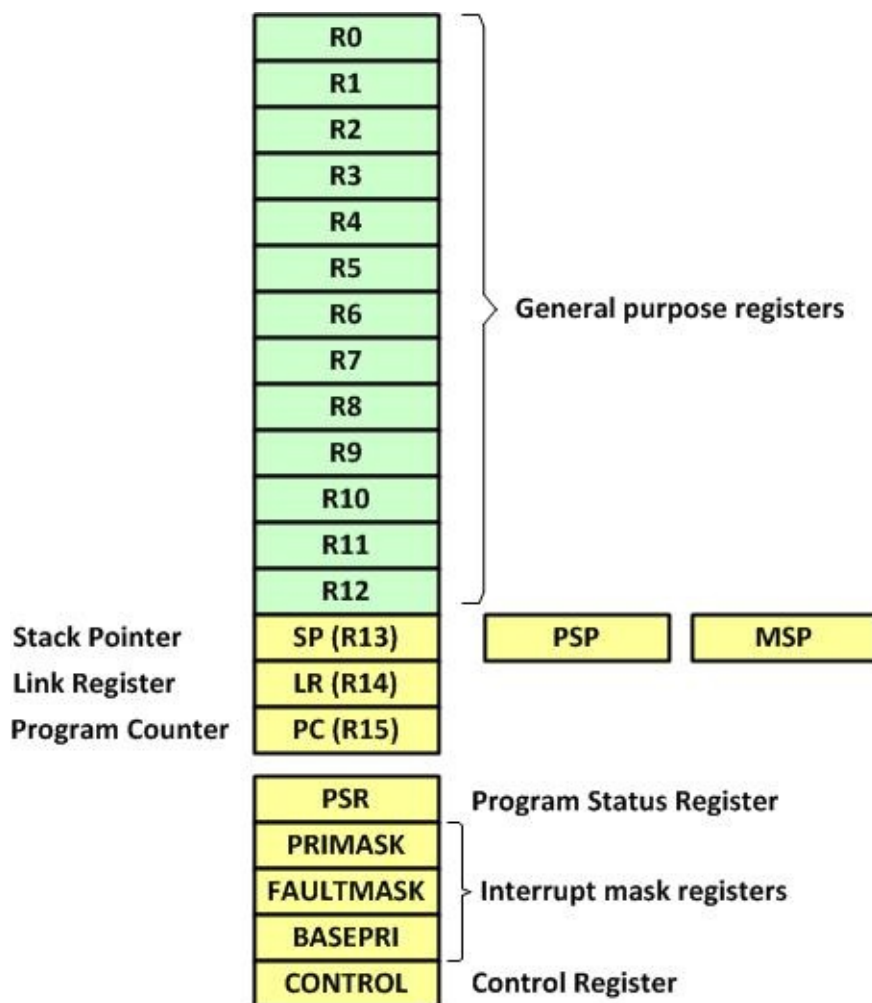 R0
R1
R2
R3
R4
R5
R6
General purpose registers
R7
R8
R9
R10
R11
R12
Stack Pointer SP (R13) PSP MSP
Link Register LR (R14)
Program Counter PC (R15)
PSR Program Status Register
PRIMASK
FAULTMASK Interrupt mask registers
BASEPRI
CONTROL Control Register